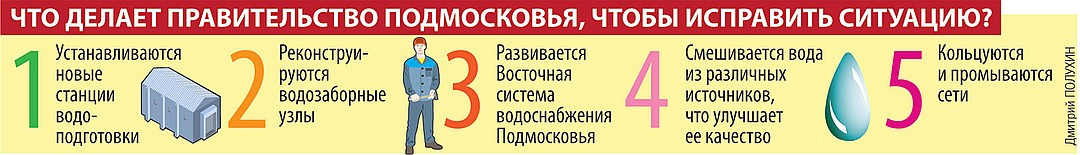 ЧТО ДЕЛАЕТ ПРАВИТЕЛЬСТВО ПОДМОСКОВЬЯ, ЧТОБЫ ИСПРАВИТЬ СИТУАЦИЮ?
1
Устанавливаются
новые
станции
водо-
подготовки
2
Реконструи-
руются
водозаборные
узлы
3
Развивается
Восточная
система
водоснабжения
Подмосковья
4
Смешивается вода
из различных
источников,
что улучшает
ее качество
5
Кольцуются
и промываются
сети
Дмитрий ПОЛУХИН